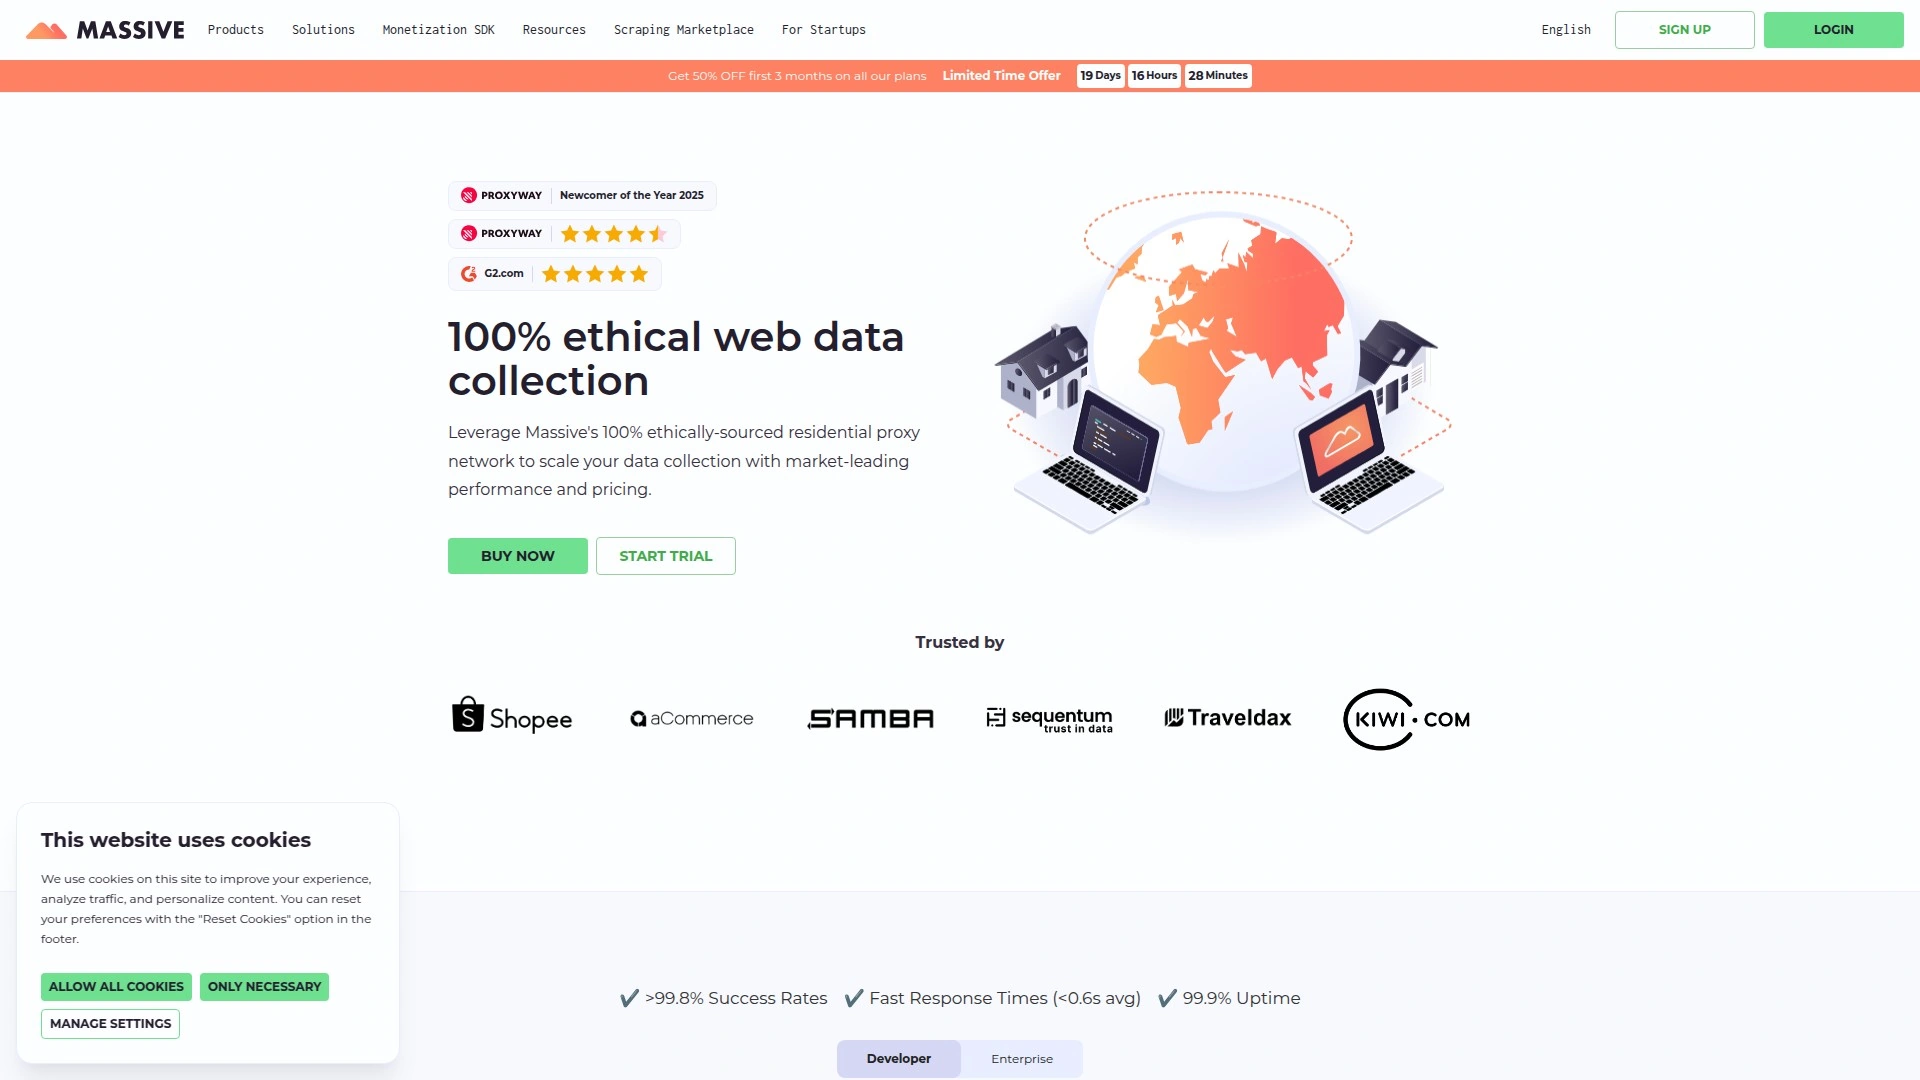 MASSIVE Products Solutions Monetization SDK Resources Scraping Marketplace For Startups English SIGN UP LOGIN
Get 50% OFF first 3 months on all our plans Limited Time Offer 19 Days 16 Hours 28 Minutes
PROXYWAY Newcomer of the Year 2025
PROXYWAY
G2.com
100% ethical web data
collection
Leverage Massive's 100% ethically-sourced residential proxy
network to scale your data collection with market-leading
performance and pricing.
BUY NOW START TRIAL
Trusted by
Shopee aCommerce SAMBA sequentum trust in data Traveldax KIWI.COM
This website uses cookies
We use cookies on this site to improve your experience,
analyze traffic, and personalize content. You can reset
your preferences with the "Reset Cookies" option in the
footer.
ALLOW ALL COOKIES ONLY NECESSARY
MANAGE SETTINGS
✔ >99.8% Success Rates ✔ Fast Response Times (<0.6s avg) ✔ 99.9% Uptime
Developer Enterprise